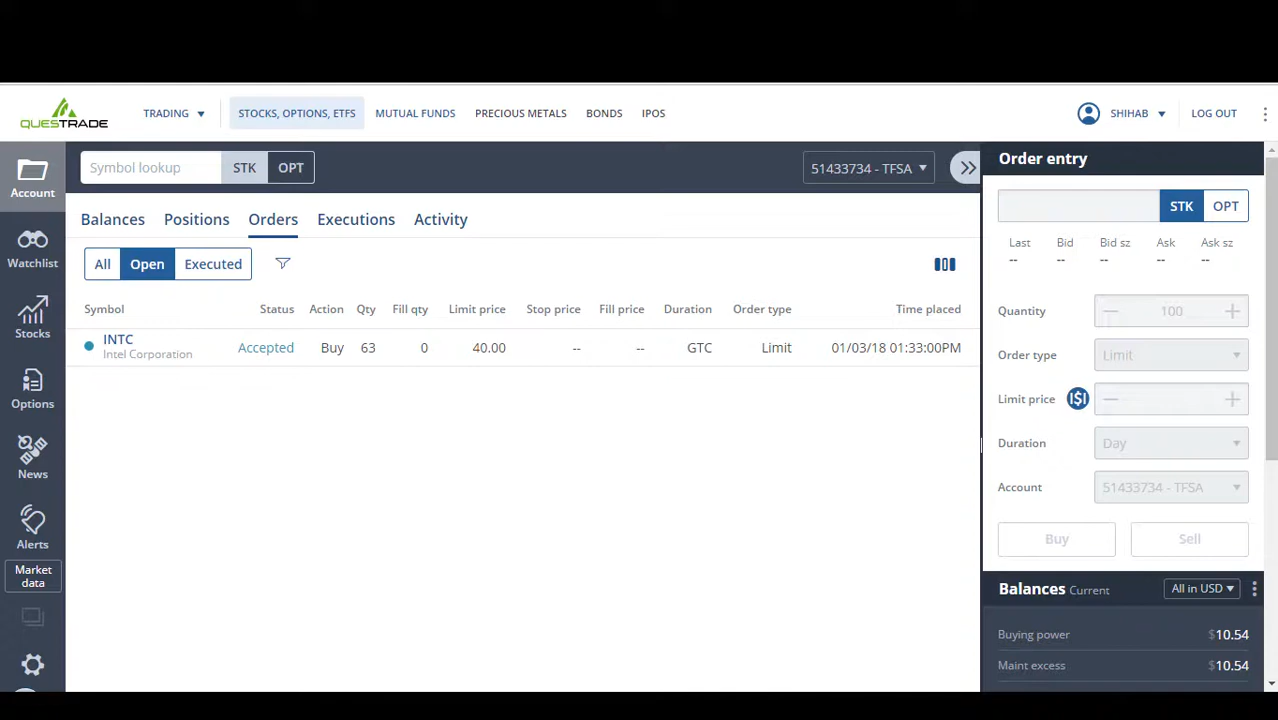 QUESTRADE
TRADING STOCKS, OPTIONS, ETFS MUTUAL FUNDS PRECIOUS METALS BONDS IPOS SHIHAB LOG OUT
Account
Watchlist
Stocks
Options
News
Alerts
Market
data
Symbol lookup STK OPT 51433734 - TFSA
Balances Positions Orders Executions Activity
All Open Executed
Symbol Status Action Qty Fill qty Limit price Stop price Fill price Duration Order type Time placed
INTC Accepted Buy 63 0 40.00 -- -- GTC Limit 01/03/18 01:33:00PM
Intel Corporation
Order entry
STK OPT
Last Bid Bid sz Ask Ask sz
-- -- -- -- --
Quantity — 100 +
Order type Limit
Limit price |$| — +
Duration Day
Account 51433734 - TFSA
Buy Sell
Balances Current All in USD
Buying power $10.54
Maint excess $10.54